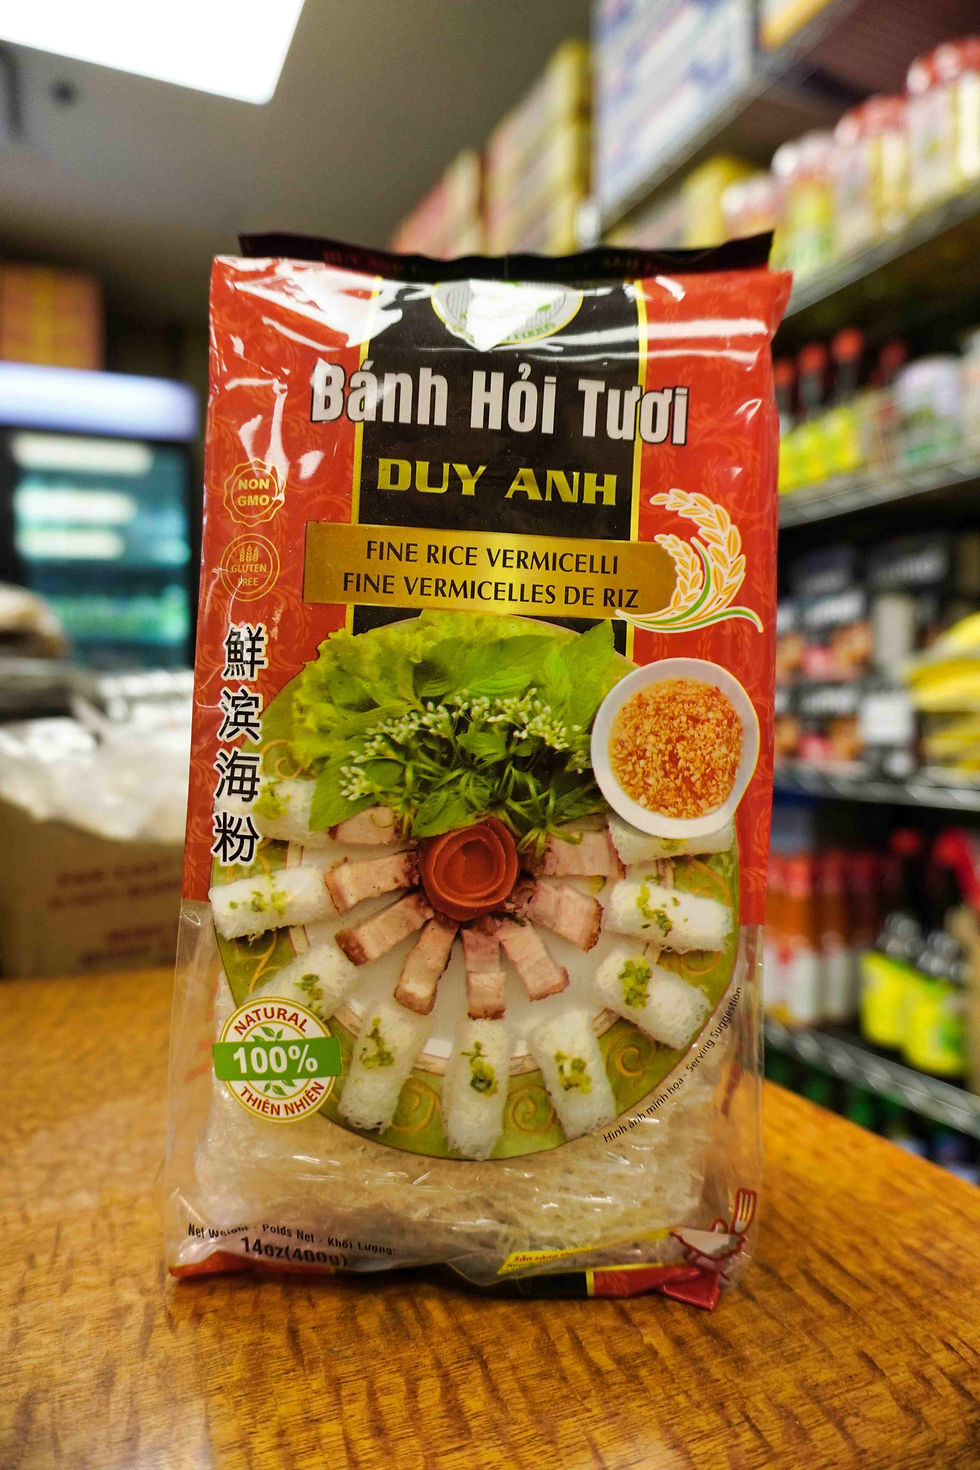 Bánh Hỏi Tươi
DUY ANH
NON
GMO
FINE RICE VERMICELLI
FINE VERMICELLES DE RIZ
GLUTEN
FREE
鮮
滨
海
粉
NATURAL
100%
THIÊN NHIÊN
Hình ảnh minh họa - Serving Suggestion
Net Weight - Poids Net - Khối Lượng:
14oz(400g)